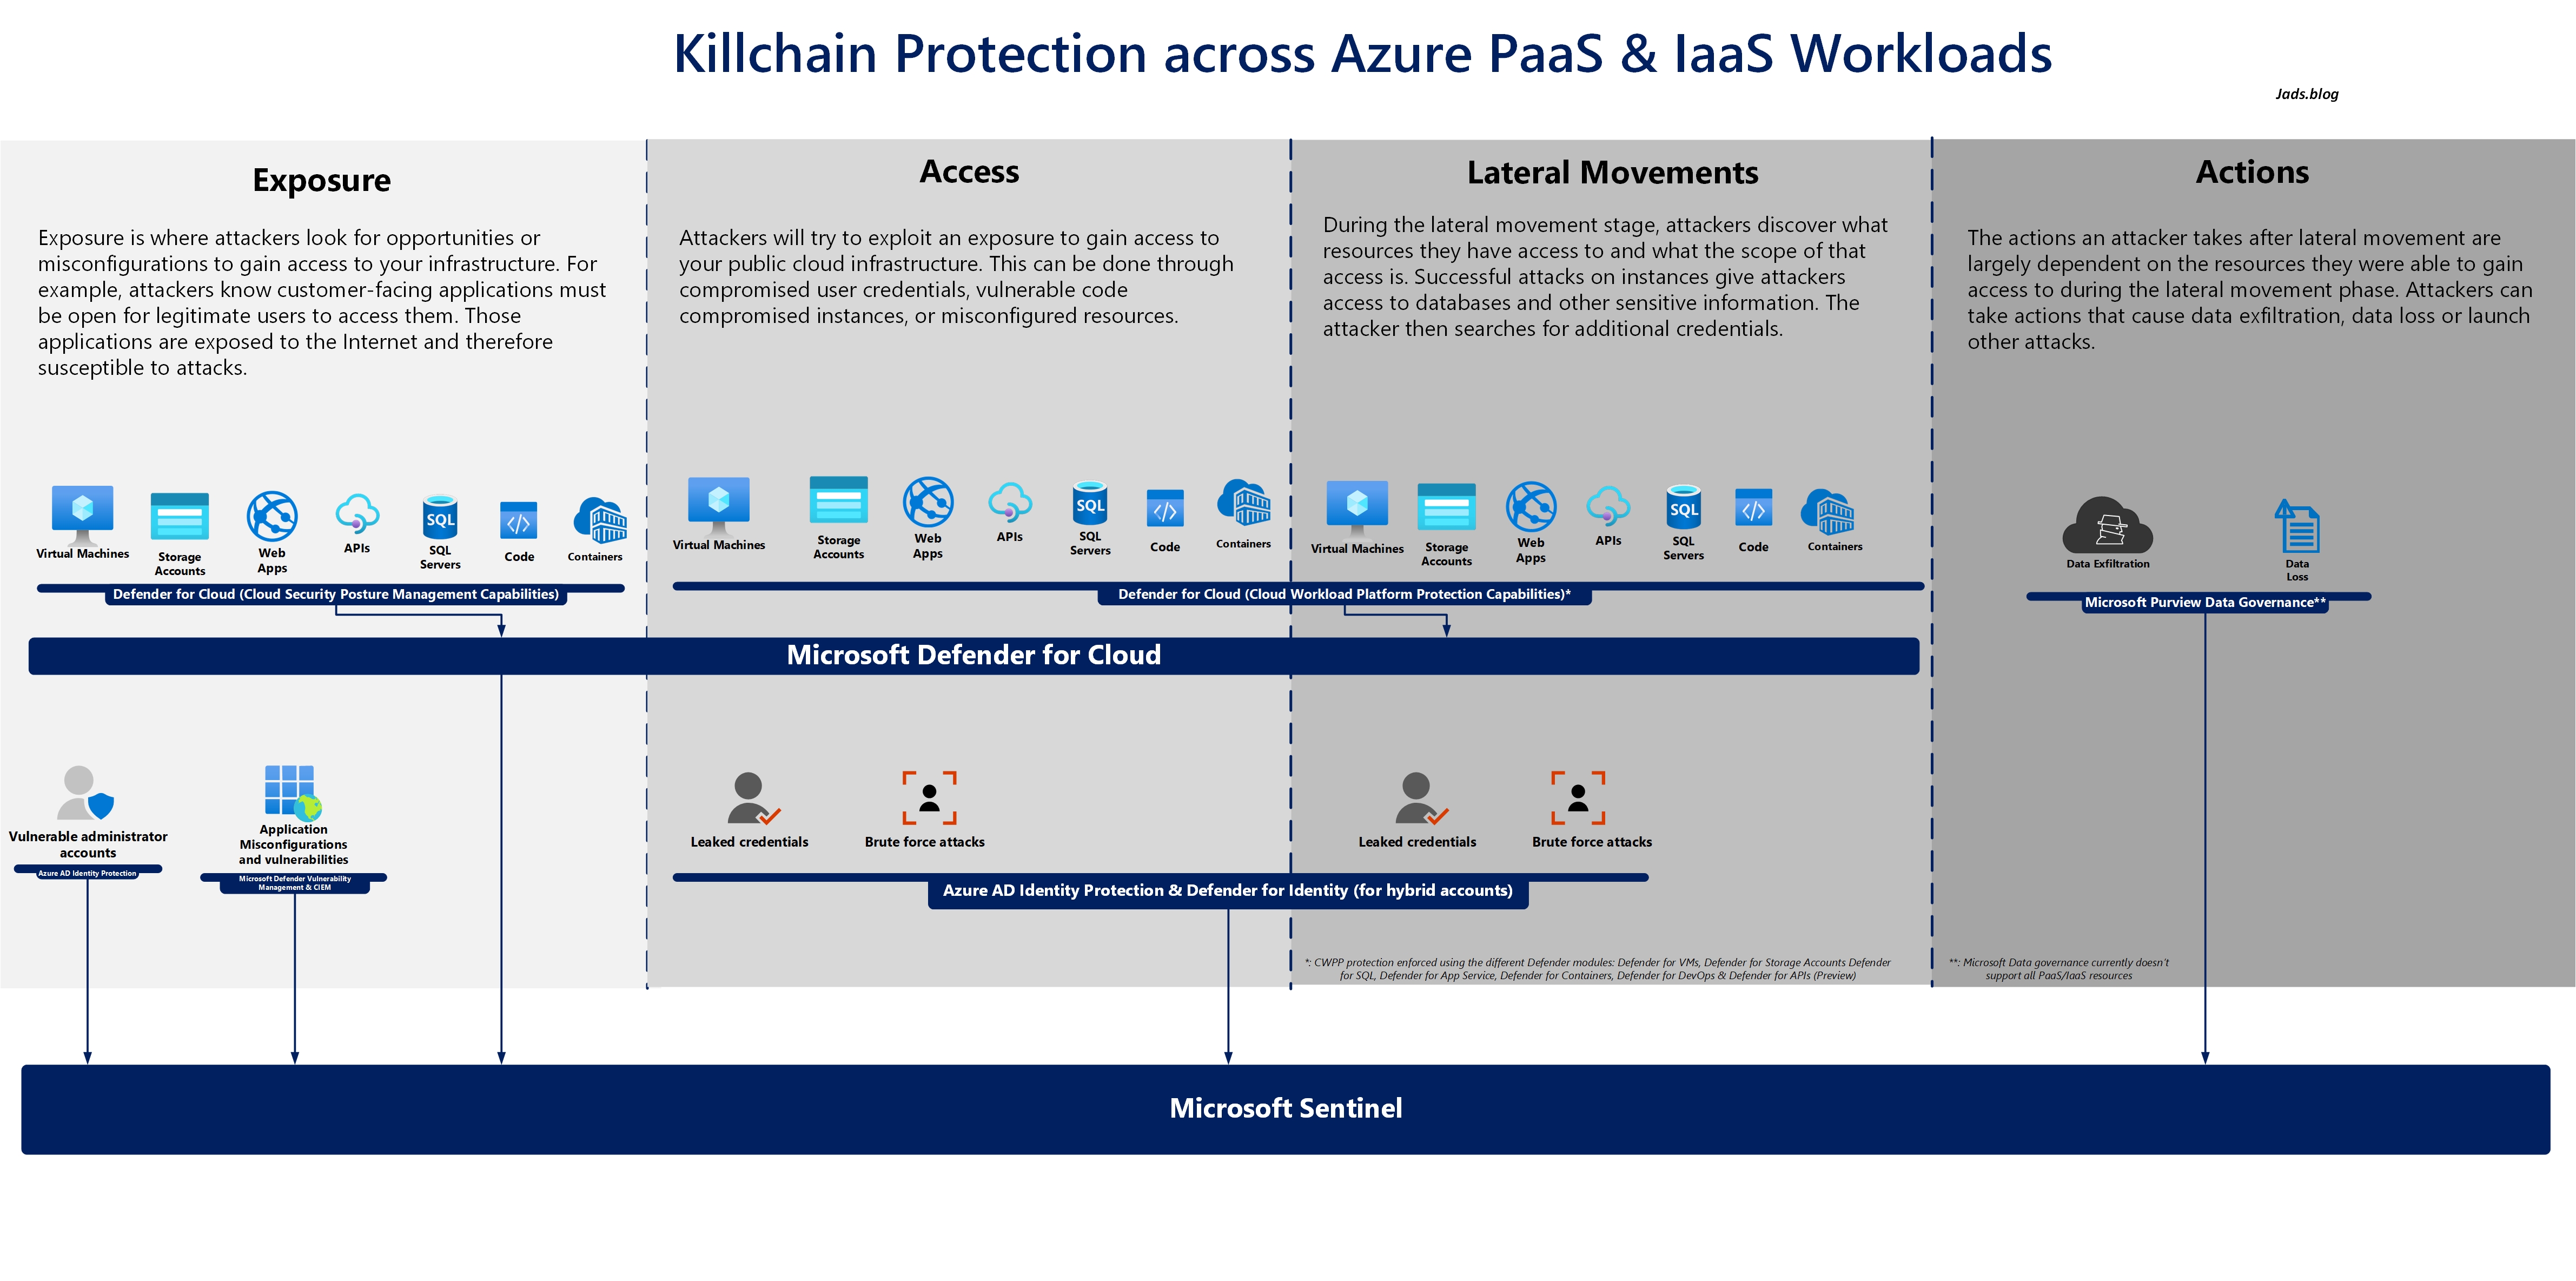 Killchain Protection across Azure PaaS & IaaS Workloads
Jads.blog
Exposure
Exposure is where attackers look for opportunities or
misconfigurations to gain access to your infrastructure. For
example, attackers know customer-facing applications must
be open for legitimate users to access them. Those
applications are exposed to the Internet and therefore
susceptible to attacks.
Access
Attackers will try to exploit an exposure to gain access to
your public cloud infrastructure. This can be done through
compromised user credentials, vulnerable code
compromised instances, or misconfigured resources.
Lateral Movements
During the lateral movement stage, attackers discover what
resources they have access to and what the scope of that
access is. Successful attacks on instances give attackers
access to databases and other sensitive information. The
attacker then searches for additional credentials.
Actions
The actions an attacker takes after lateral movement are
largely dependent on the resources they were able to gain
access to during the lateral movement phase. Attackers can
take actions that cause data exfiltration, data loss or launch
other attacks.
Virtual Machines
Storage
Accounts
Web
Apps
APIs
SQL
SQL
Servers
Code
Containers
Defender for Cloud (Cloud Security Posture Management Capabilities)
Virtual Machines
Storage
Accounts
Web
Apps
APIs
SQL
SQL
Servers
Code
Containers
Virtual Machines
Storage
Accounts
Web
Apps
APIs
SQL
SQL
Servers
Code
Containers
Defender for Cloud (Cloud Workload Platform Protection Capabilities)*
Data Exfiltration
Data
Loss
Microsoft Purview Data Governance**
Microsoft Defender for Cloud
Vulnerable administrator
accounts
Azure AD Identity Protection
Application
Misconfigurations
and vulnerabilities
Microsoft Defender Vulnerability
Management & CIEM
Leaked credentials
Brute force attacks
Leaked credentials
Brute force attacks
Azure AD Identity Protection & Defender for Identity (for hybrid accounts)
*: CWPP protection enforced using the different Defender modules: Defender for VMs, Defender for Storage Accounts Defender
for SQL, Defender for App Service, Defender for Containers, Defender for DevOps & Defender for APIs (Preview)
**: Microsoft Data governance currently doesn't
support all PaaS/IaaS resources
Microsoft Sentinel